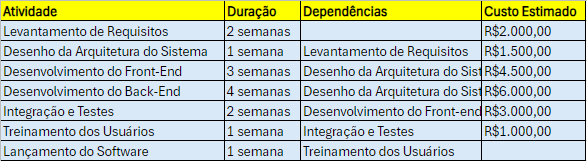 Atividade Duração Dependências Custo Estimado
Levantamento de Requisitos 2 semanas R$2.000,00
Desenho da Arquitetura do Sistema 1 semana Levantamento de Requisitos R$1.500,00
Desenvolvimento do Front-End 3 semanas Desenho da Arquitetura do Sist R$4.500,00
Desenvolvimento do Back-End 4 semanas Desenho da Arquitetura do Sist R$6.000,00
Integração e Testes 2 semanas Desenvolvimento do Front-end R$3.000,00
Treinamento dos Usuários 1 semana Integração e Testes R$1.000,00
Lançamento do Software 1 semana Treinamento dos Usuários